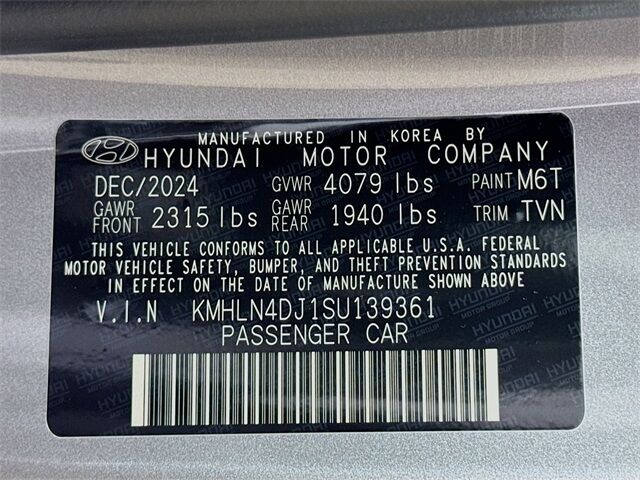 MANUFACTURED IN KOREA BY
HYUNDAI MOTOR COMPANY
DEC/2024 GVWR 4079 lbs PAINT M6T
GAWR FRONT 2315 lbs GAWR REAR 1940 lbs TRIM TVN
THIS VEHICLE CONFORMS TO ALL APPLICABLE U.S.A. FEDERAL
MOTOR VEHICLE SAFETY, BUMPER, AND THEFT PREVENTION STANDARDS
IN EFFECT ON THE DATE OF MANUFACTURE SHOWN ABOVE
V.I.N KMHLN4DJ1SU139361
PASSENGER CAR